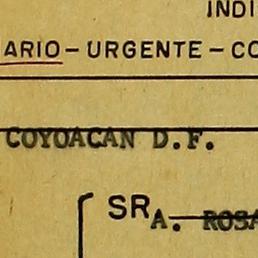 INDI
ARIO-URGENTE-CO
COYOACAN D.F.
SRA. ROSA